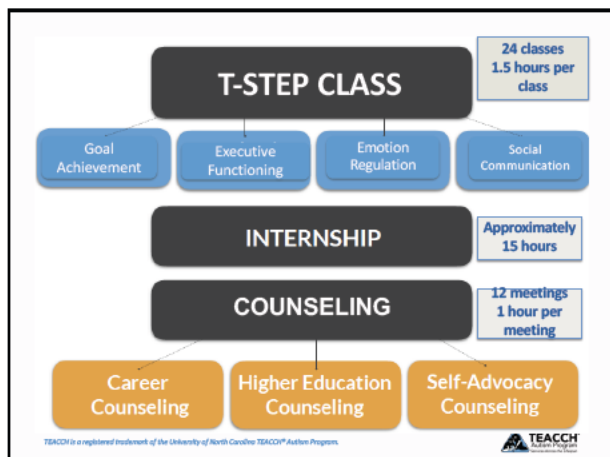 T-STEP CLASS
24 classes
1.5 hours per
class
Goal
Achievement
Executive
Functioning
Emotion
Regulation
Social
Communication
INTERNSHIP
Approximately
15 hours
COUNSELING
12 meetings
1 hour per
meeting
Career
Counseling
Higher Education
Counseling
Self-Advocacy
Counseling
TEACCH is a registered trademark of the University of North Carolina TEACCH® Autism Program.
TEACCH
Autism Program